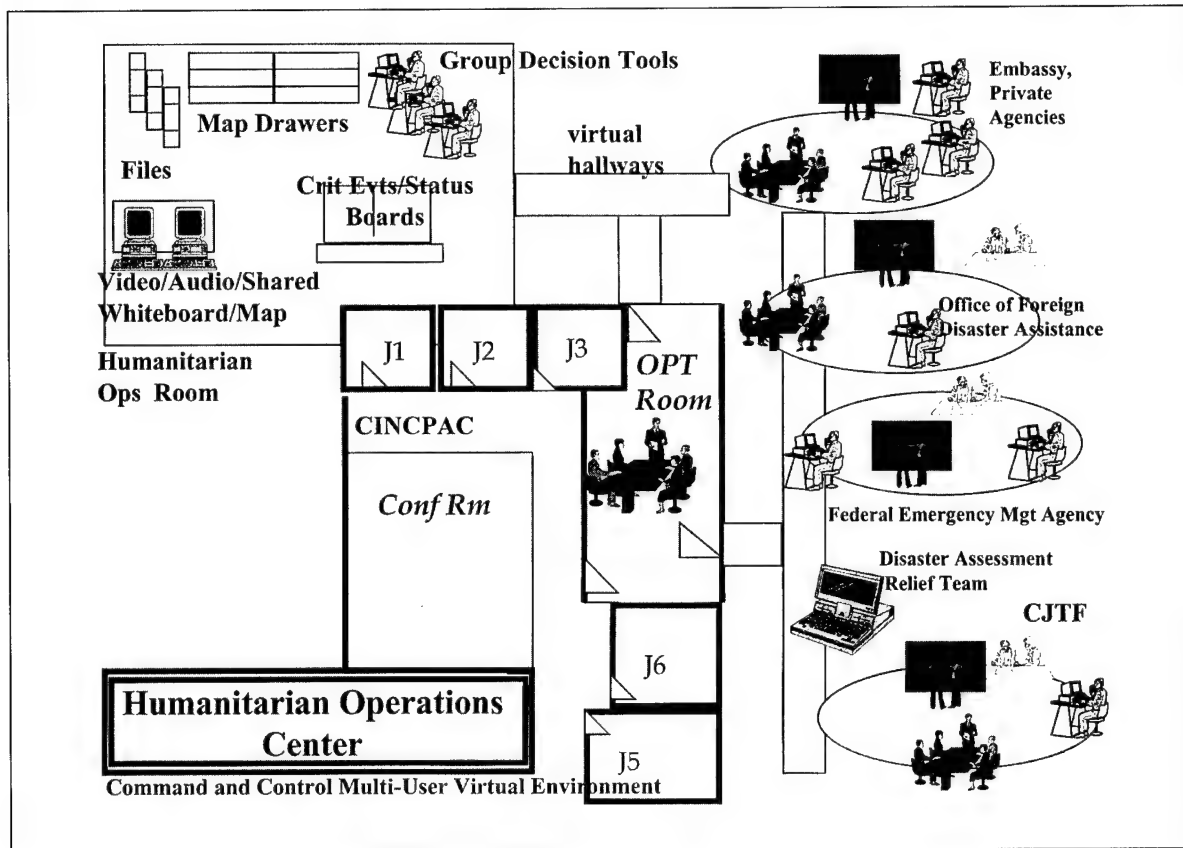 Group Decision Tools
Map Drawers
Files
Crit Evts/Status
Boards
Video/Audio/Shared
Whiteboard/Map
Humanitarian
Ops Room
virtual
hallways
Embassy,
Private
Agencies
J1
J2
J3
OPT
Room
CINCPAC
Conf Rm
Office of Foreign
Disaster Assistance
Federal Emergency Mgt Agency
Disaster Assessment
/Relief Team
CJTF
J6
J5
Humanitarian Operations
Center
Command and Control Multi-User Virtual Environment